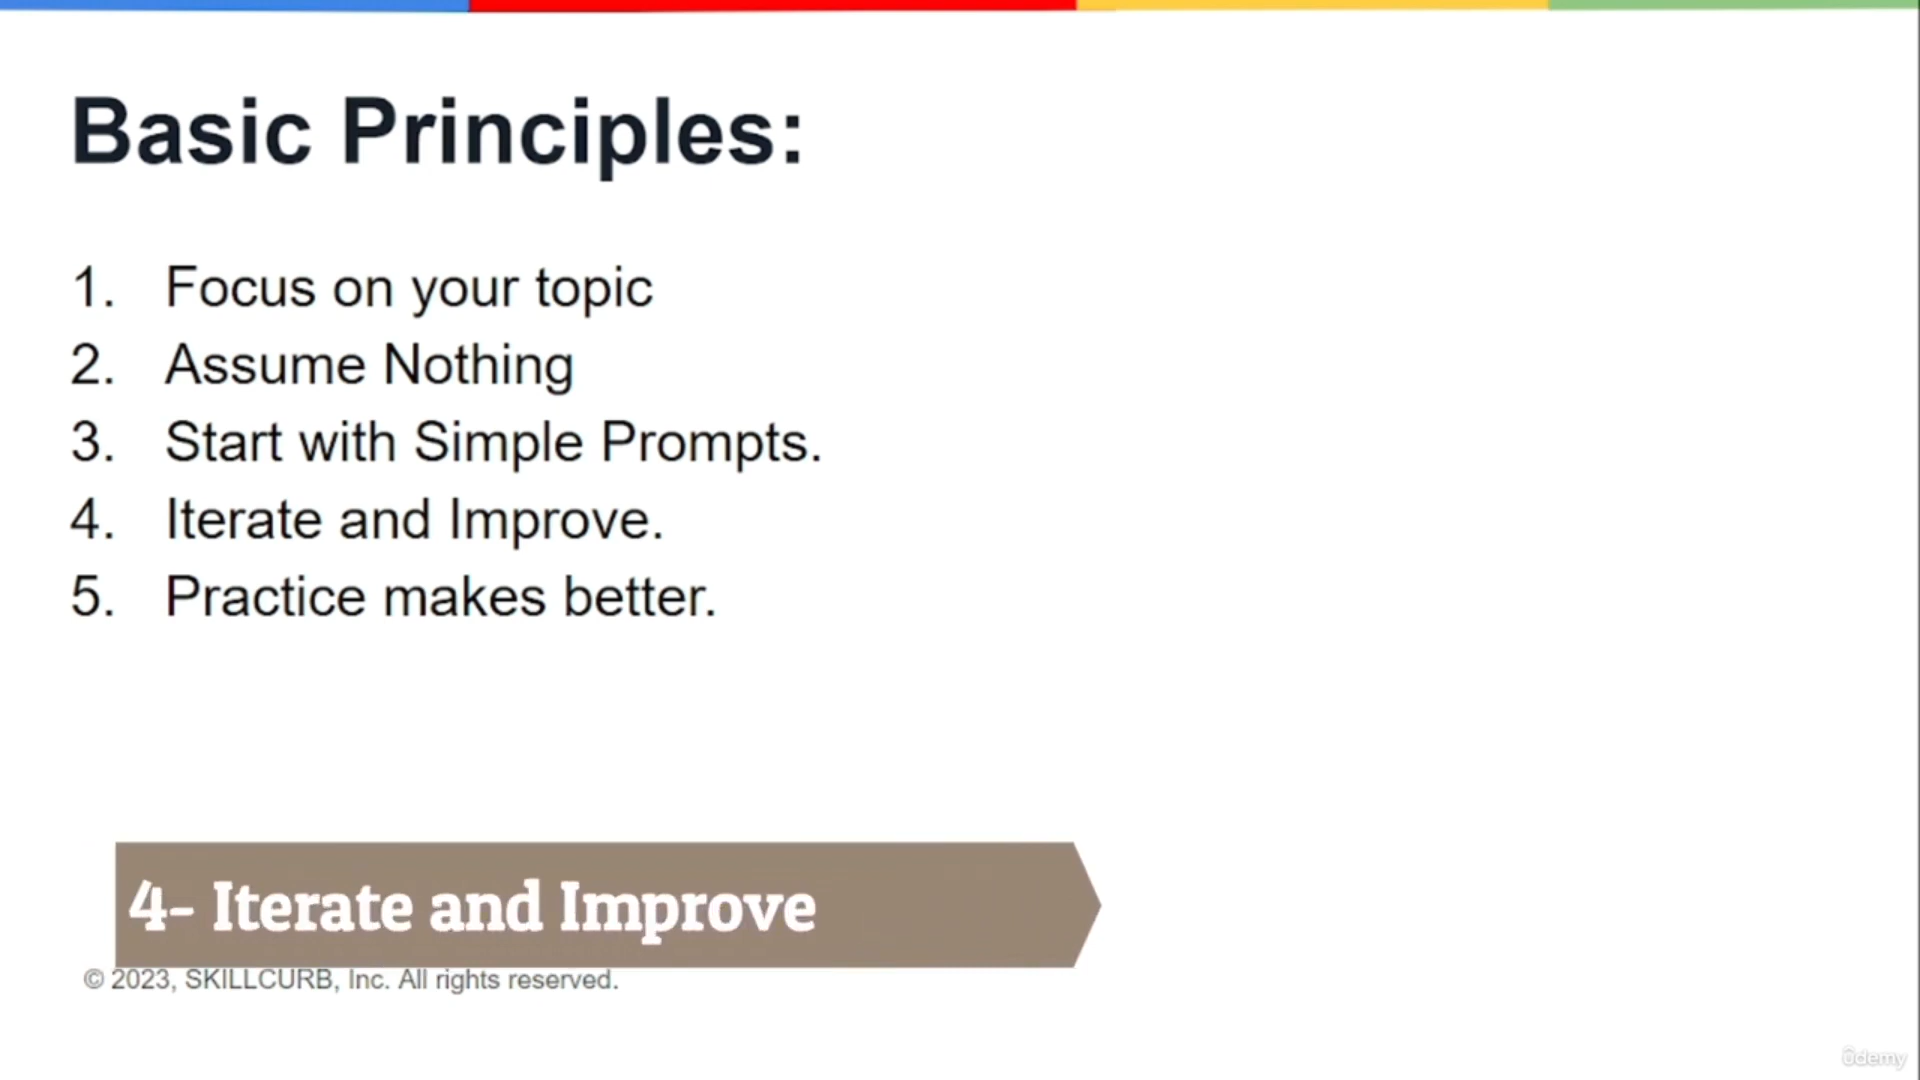 Basic Principles:
1. Focus on your topic
2. Assume Nothing
3. Start with Simple Prompts.
4. Iterate and Improve.
5. Practice makes better.
4- Iterate and Improve
© 2023, SKILLCURB, Inc. All rights reserved.
ûdemy